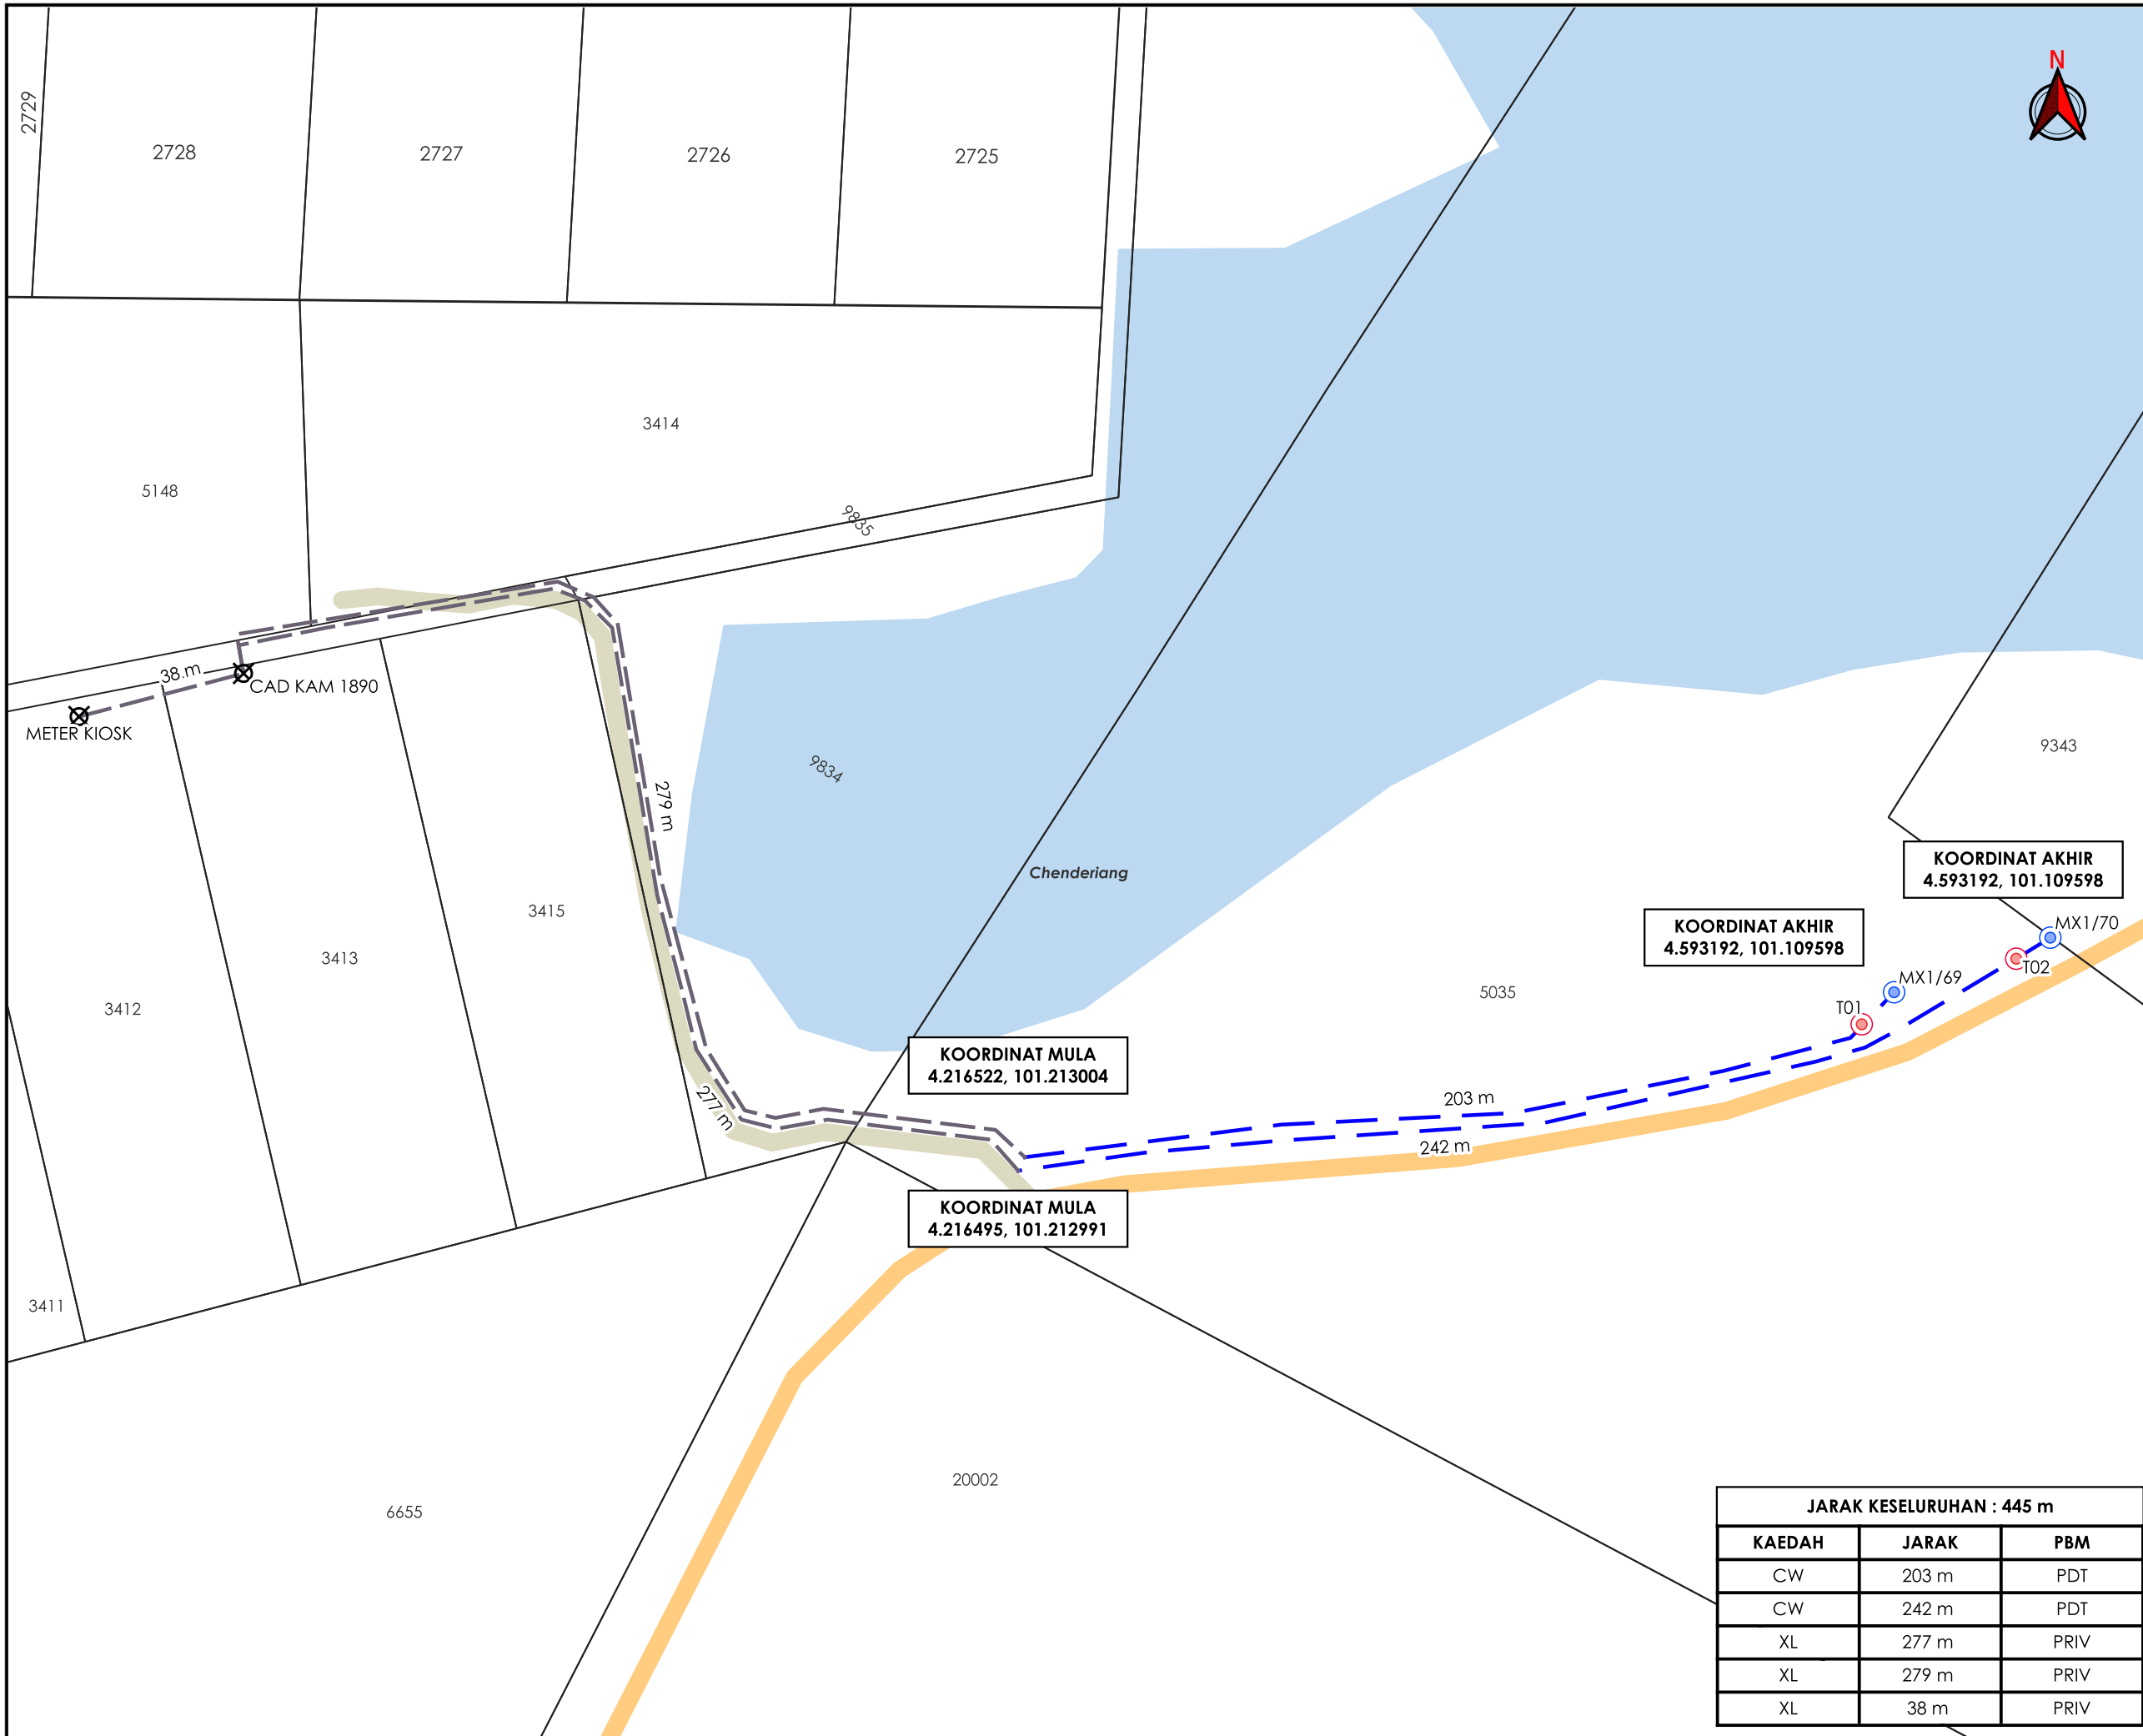 N
2729
2728
2727
2726
2725
3414
5148
9835
38 m
CAD KAM 1890
METER KIOSK
279 m
9834
9343
Chenderiang
KOORDINAT AKHIR
4.593192, 101.109598
KOORDINAT AKHIR
4.593192, 101.109598
MX1/70
T02
MX1/69
T01
3415
3413
3412
5035
KOORDINAT MULA
4.216522, 101.213004
277 m
203 m
242 m
KOORDINAT MULA
4.216495, 101.212991
3411
20002
6655
JARAK KESELURUHAN : 445 m
KAEDAH JARAK PBM
CW 203 m PDT
CW 242 m PDT
XL 277 m PRIV
XL 279 m PRIV
XL 38 m PRIV